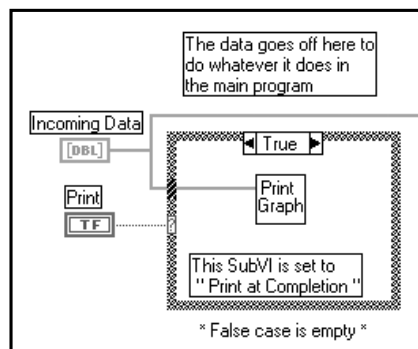 The data goes off here to
do whatever it does in
the main program
Incoming Data
[DBL]
True
Print
TF
?
Print
Graph
This SubVI is set to
" Print at Completion "
* False case is empty *